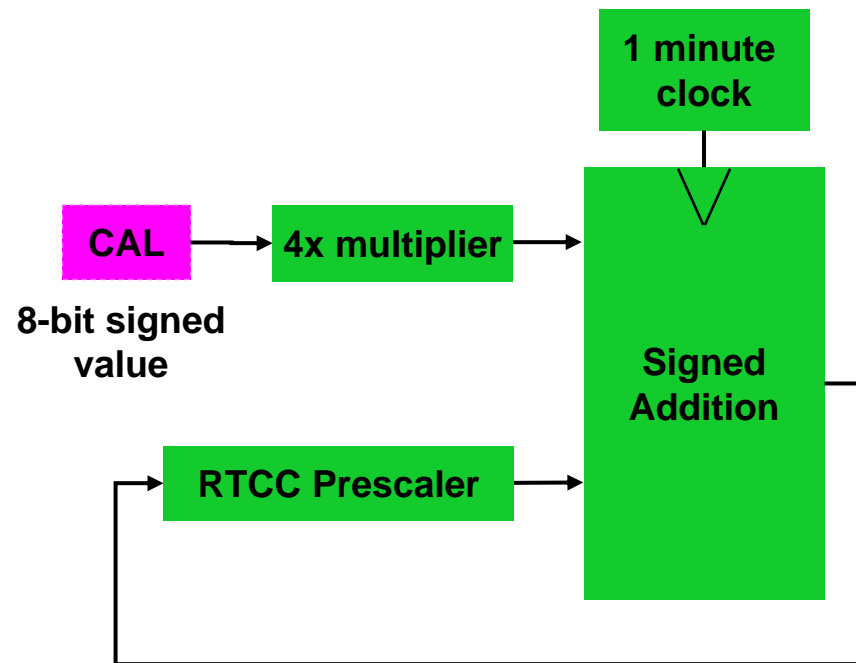 1 minute
clock
CAL
4x multiplier
8-bit signed
value
Signed
Addition
RTCC Prescaler